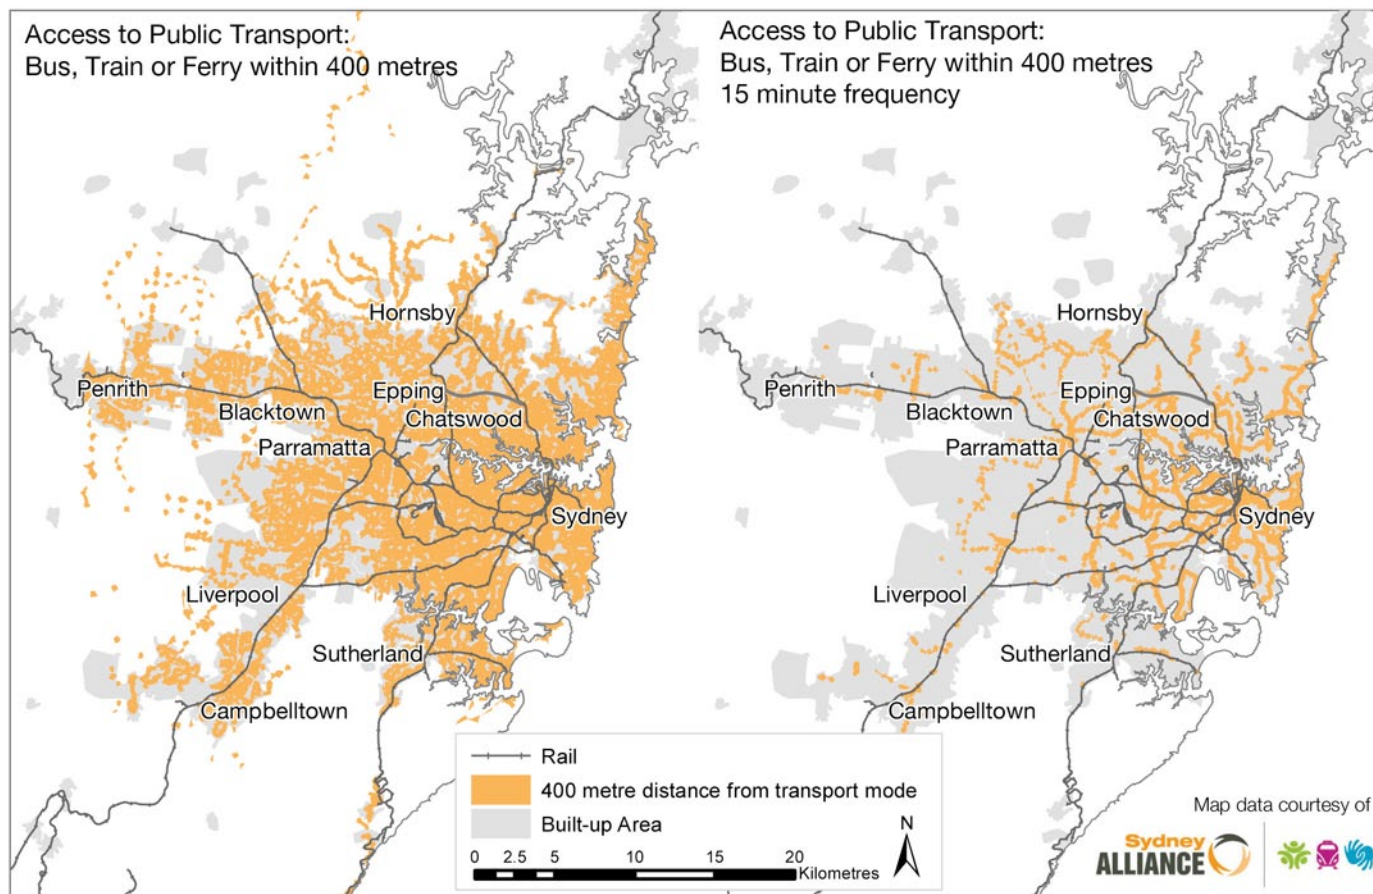 Access to Public Transport:
Bus, Train or Ferry within 400 metres
Access to Public Transport:
Bus, Train or Ferry within 400 metres
15 minute frequency
Hornsby
Penrith
Epping
Blacktown
Chatswood
Parramatta
Sydney
Liverpool
Sutherland
Campbelltown
Hornsby
Penrith
Epping
Blacktown
Chatswood
Parramatta
Sydney
Liverpool
Sutherland
Campbelltown
Rail
400 metre distance from transport mode
Built-up Area
N
0 2.5 5 10 15 20
Kilometres
Map data courtesy of
Sydney
ALLIANCE